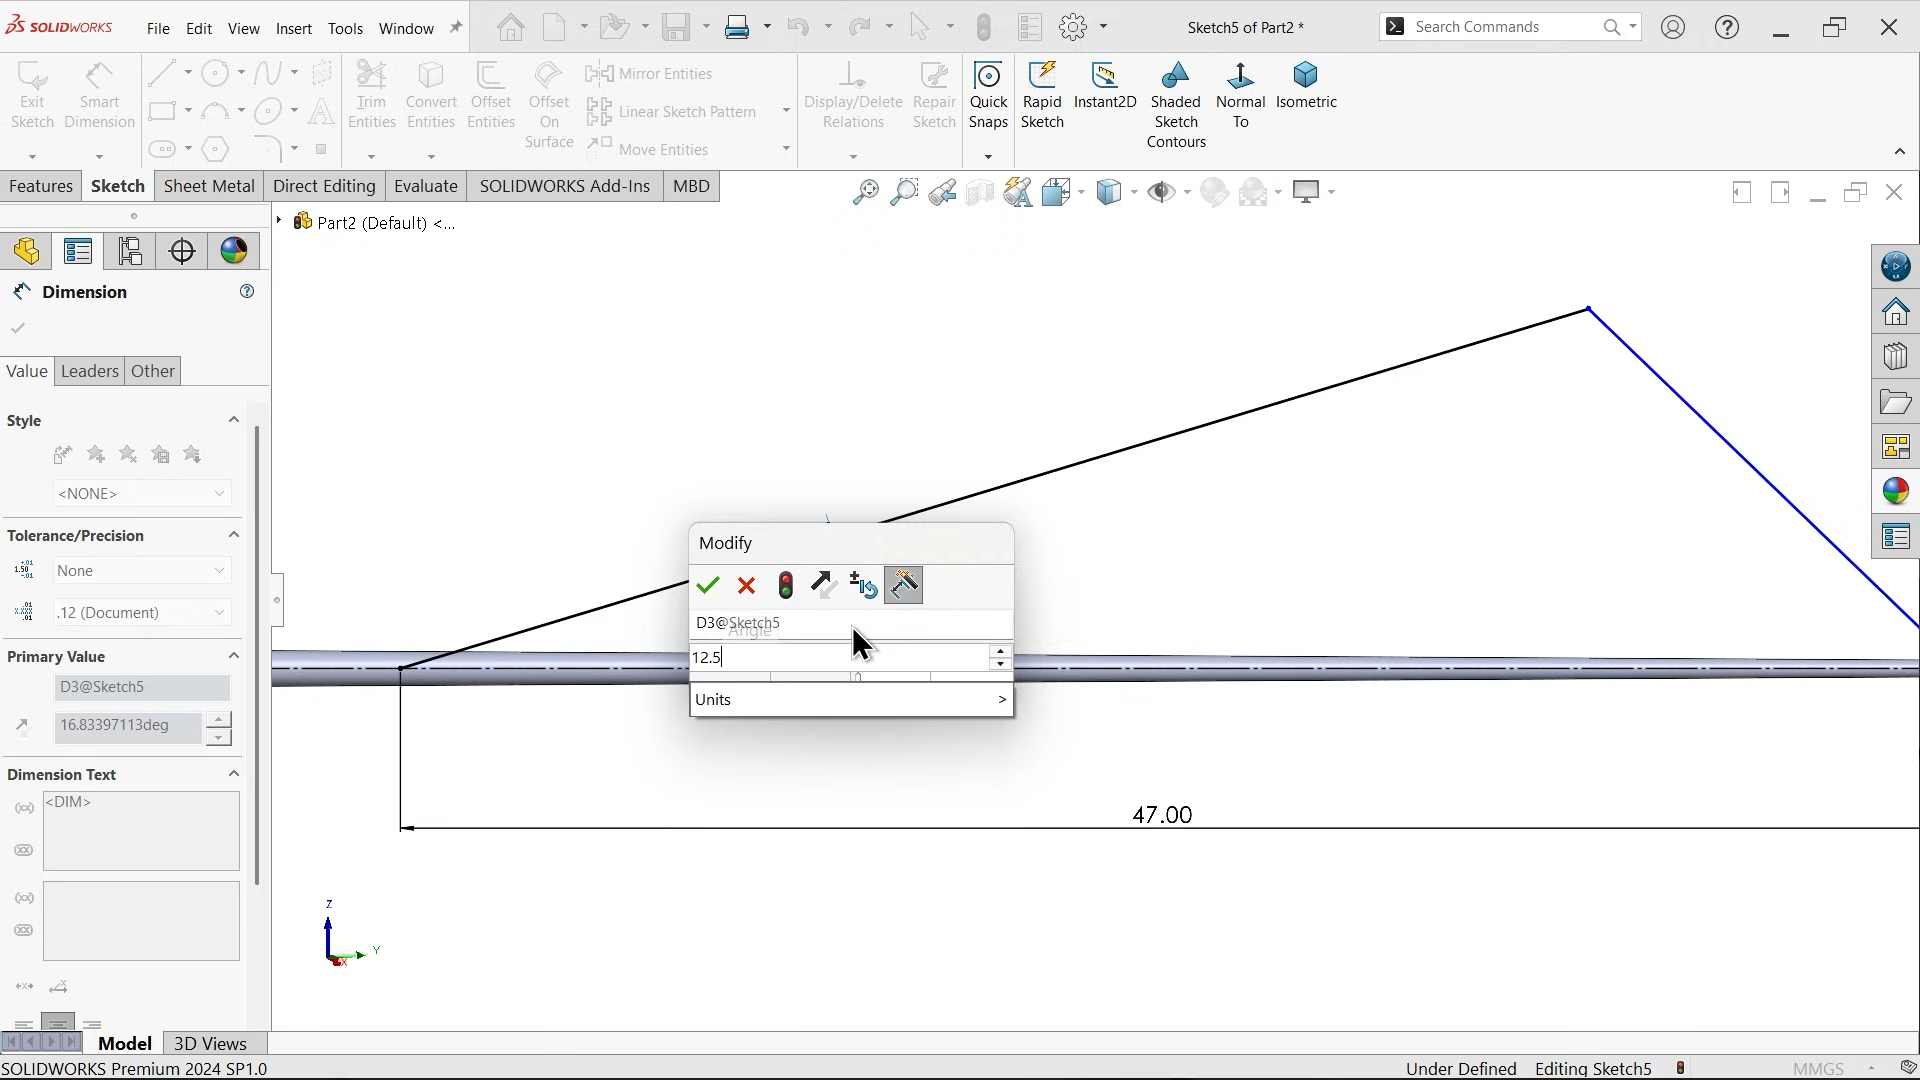 SOLIDWORKS File Edit View Insert Tools Window Sketch5 of Part2 * Search Commands
Exit Sketch
Smart Dimension
Trim Entities
Convert Entities
Offset Entities
Offset On Surface
Mirror Entities
Linear Sketch Pattern
Move Entities
Display/Delete Relations
Repair Sketch
Quick Snaps
Rapid Sketch
Instant2D
Shaded Sketch Contours
Normal To
Isometric
Features Sketch Sheet Metal Direct Editing Evaluate SOLIDWORKS Add-Ins MBD
Part2 (Default) <...
Dimension
Value Leaders Other
Style
<NONE>
Tolerance/Precision
None
.12 (Document)
Primary Value
D3@Sketch5
16.83397113deg
Dimension Text
<DIM>
Modify
D3@Sketch5
Angle
12.5
Units >
47.00
Z
Y
X
Model 3D Views
SOLIDWORKS Premium 2024 SP1.0 Under Defined Editing Sketch5 MMGS